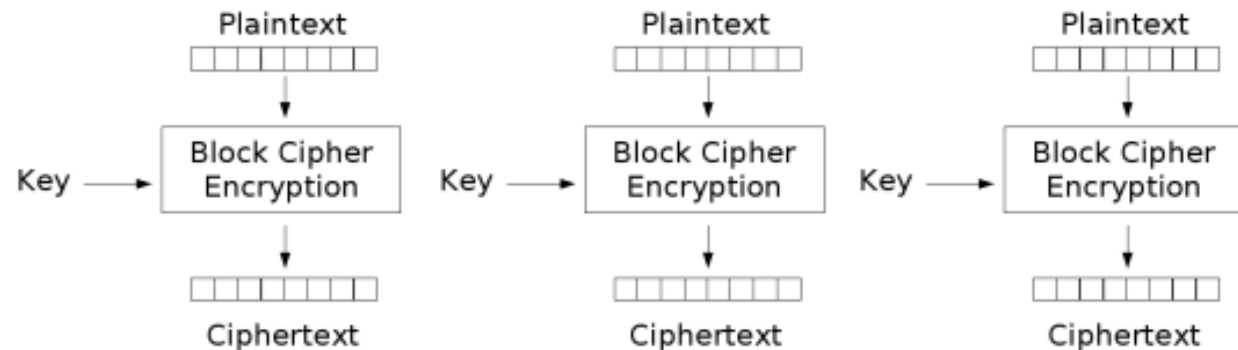 Plaintext Plaintext Plaintext
Block Cipher Block Cipher Block Cipher
Key Encryption Key Encryption Key Encryption
Ciphertext Ciphertext Ciphertext